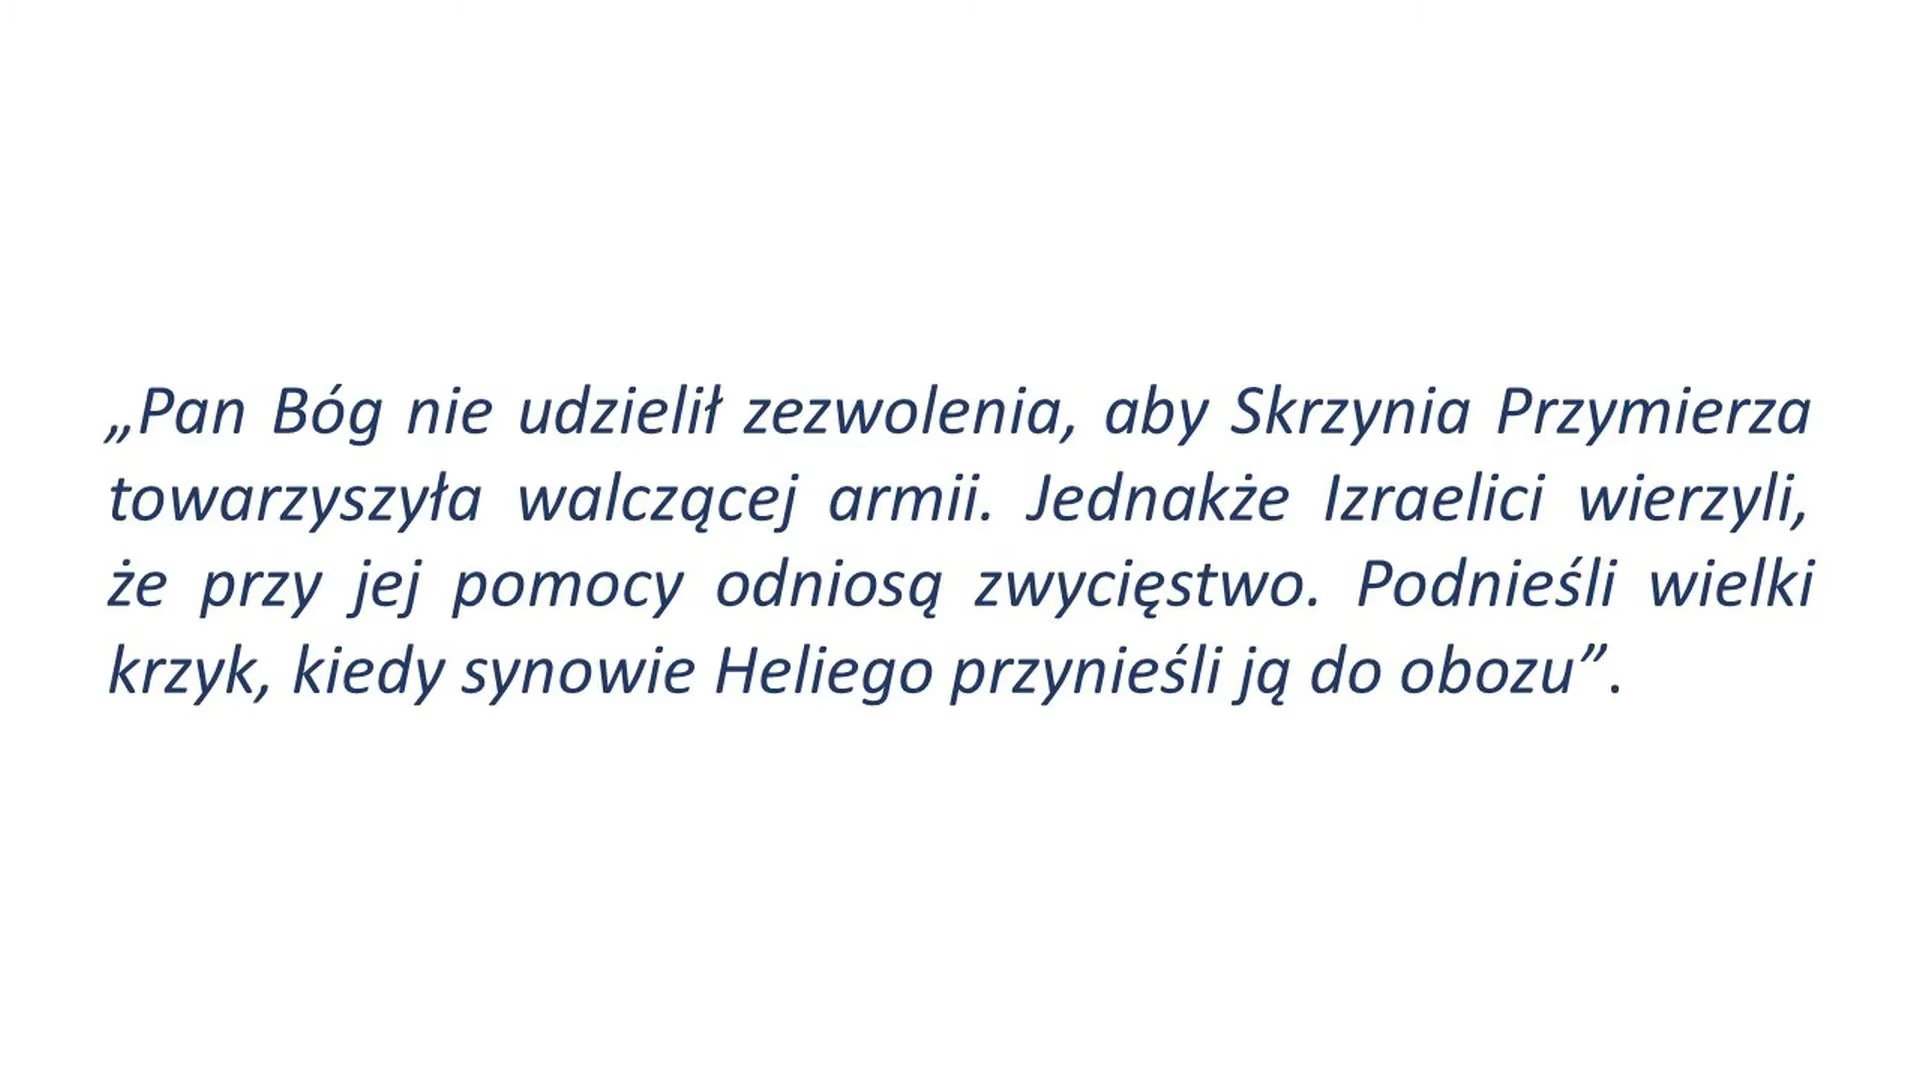 „Pan Bóg nie udzielił zezwolenia, aby Skrzynia Przymierza
towarzyszyła walczącej armii. Jednakże Izraelici wierzyli,
że przy jej pomocy odniosą zwycięstwo. Podnieśli wielki
krzyk, kiedy synowie Heliego przynieśli ją do obozu”.